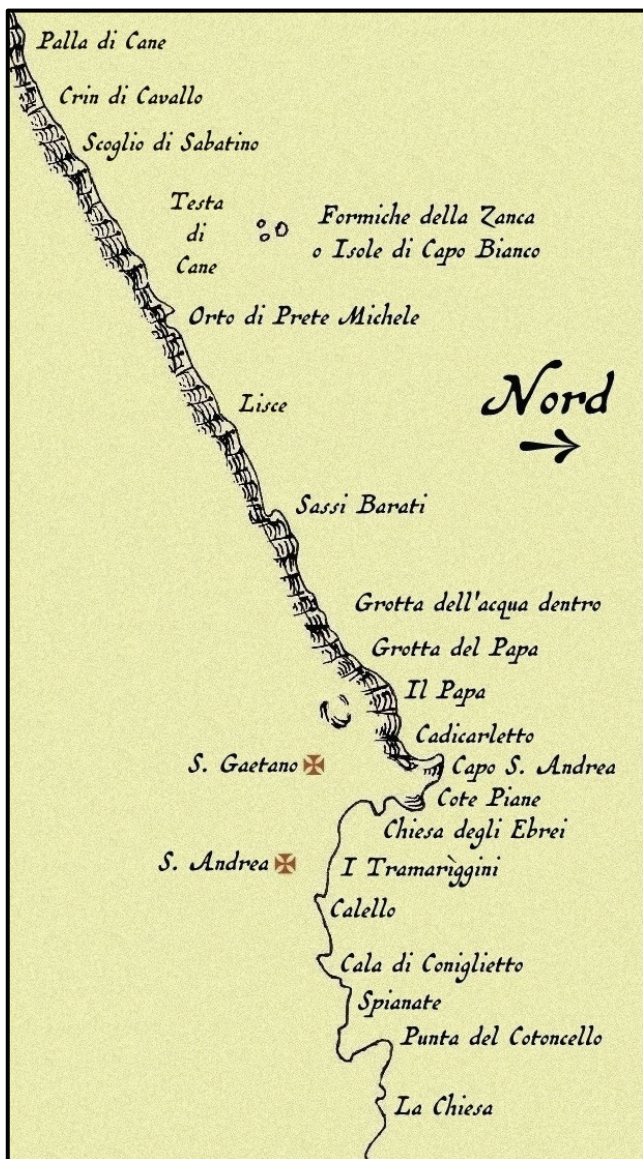 Palla di Cane
Crin di Cavallo
Scoglio di Sabatino
Testa
di
Cane
Formiche della Zanca
o Isole di Capo Bianco
Orto di Prete Michele
Lisce
Nord
Sassi Barati
Grotta dell'acqua dentro
Grotta del Papa
Il Papa
Cadicarletto
S. Gaetano
Capo S. Andrea
Cote Piane
Chiesa degli Ebrei
S. Andrea
I Tramarìggini
Calello
Cala di Coniglietto
Spianate
Punta del Cotoncello
La Chiesa